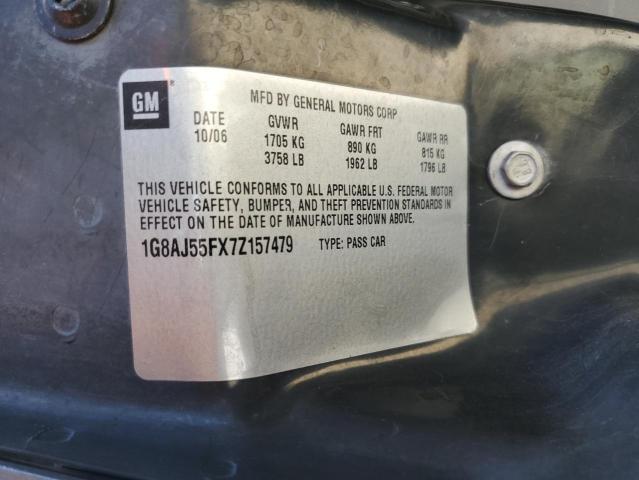 GM
MFD BY GENERAL MOTORS CORP
DATE GVWR GAWR FRT GAWR RR
10/06 1705 KG 890 KG 815 KG
3758 LB 1962 LB 1796 LB
THIS VEHICLE CONFORMS TO ALL APPLICABLE U.S. FEDERAL MOTOR
VEHICLE SAFETY, BUMPER, AND THEFT PREVENTION STANDARDS IN
EFFECT ON THE DATE OF MANUFACTURE SHOWN ABOVE.
1G8AJ55FX7Z157479 TYPE: PASS CAR